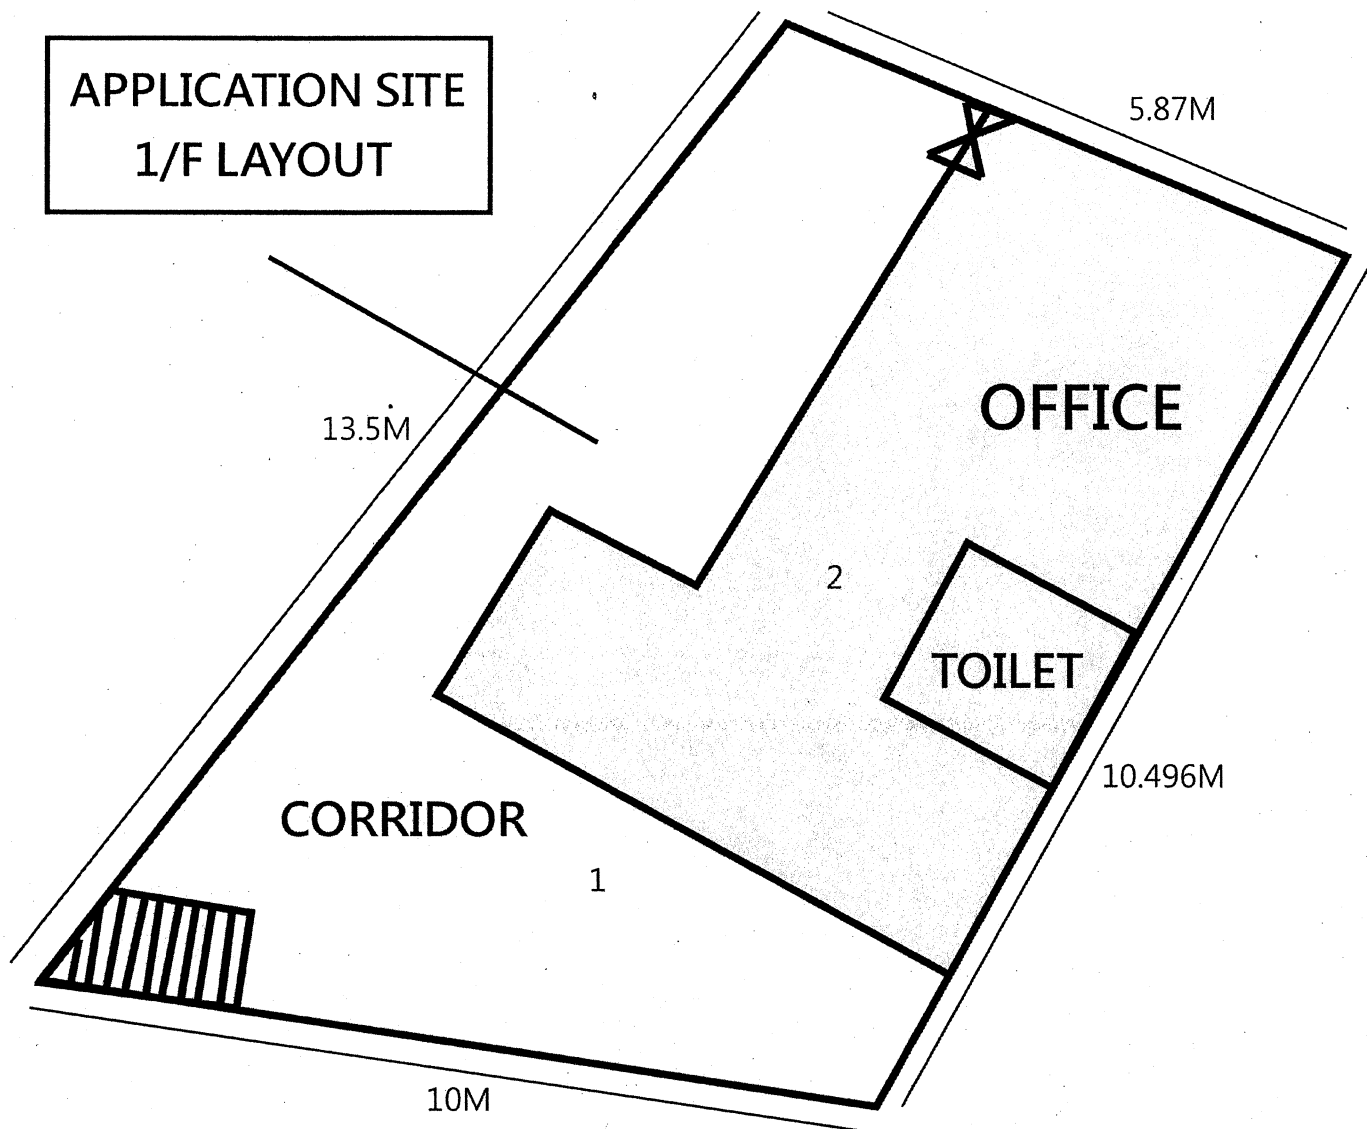 APPLICATION SITE
1/F LAYOUT
5.87M
OFFICE
13.5M
2
TOILET
10.496M
CORRIDOR
1
10M